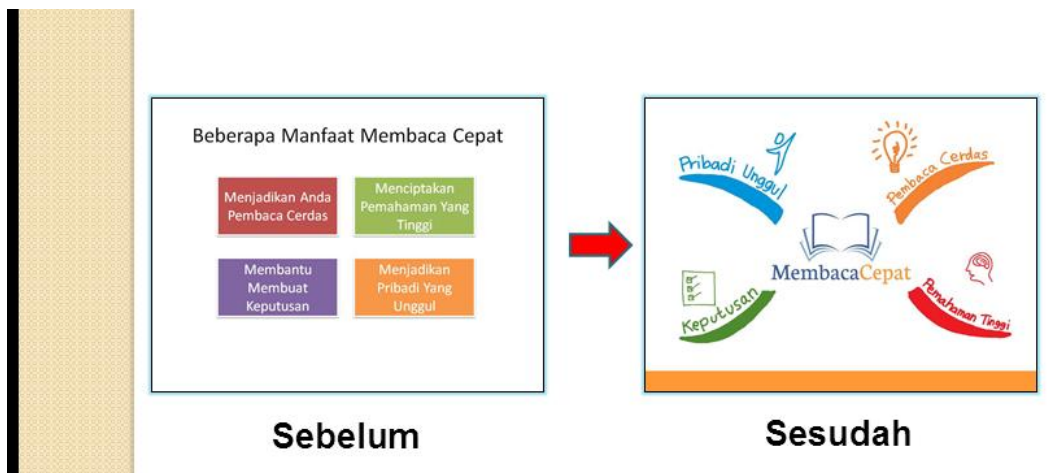 Beberapa Manfaat Membaca Cepat
Menjadikan Anda
Pembaca Cerdas
Menciptakan
Pemahaman Yang
Tinggi
Membantu
Membuat
Keputusan
Menjadikan
Pribadi Yang
Unggul
Sebelum
Pribadi Unggul
Pembaca Cerdas
MembacaCepat
Keputusan
Pemahaman Tinggi
Sesudah